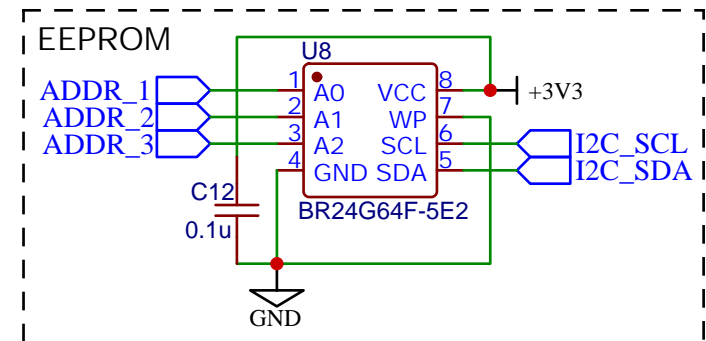 EEPROM
U8
ADDR_1 1 A0 VCC 8 +3V3
ADDR_2 2 A1 WP 7
ADDR_3 3 A2 SCL 6 I2C_SCL
4 GND SDA 5 I2C_SDA
C12 BR24G64F-5E2
0.1u
GND